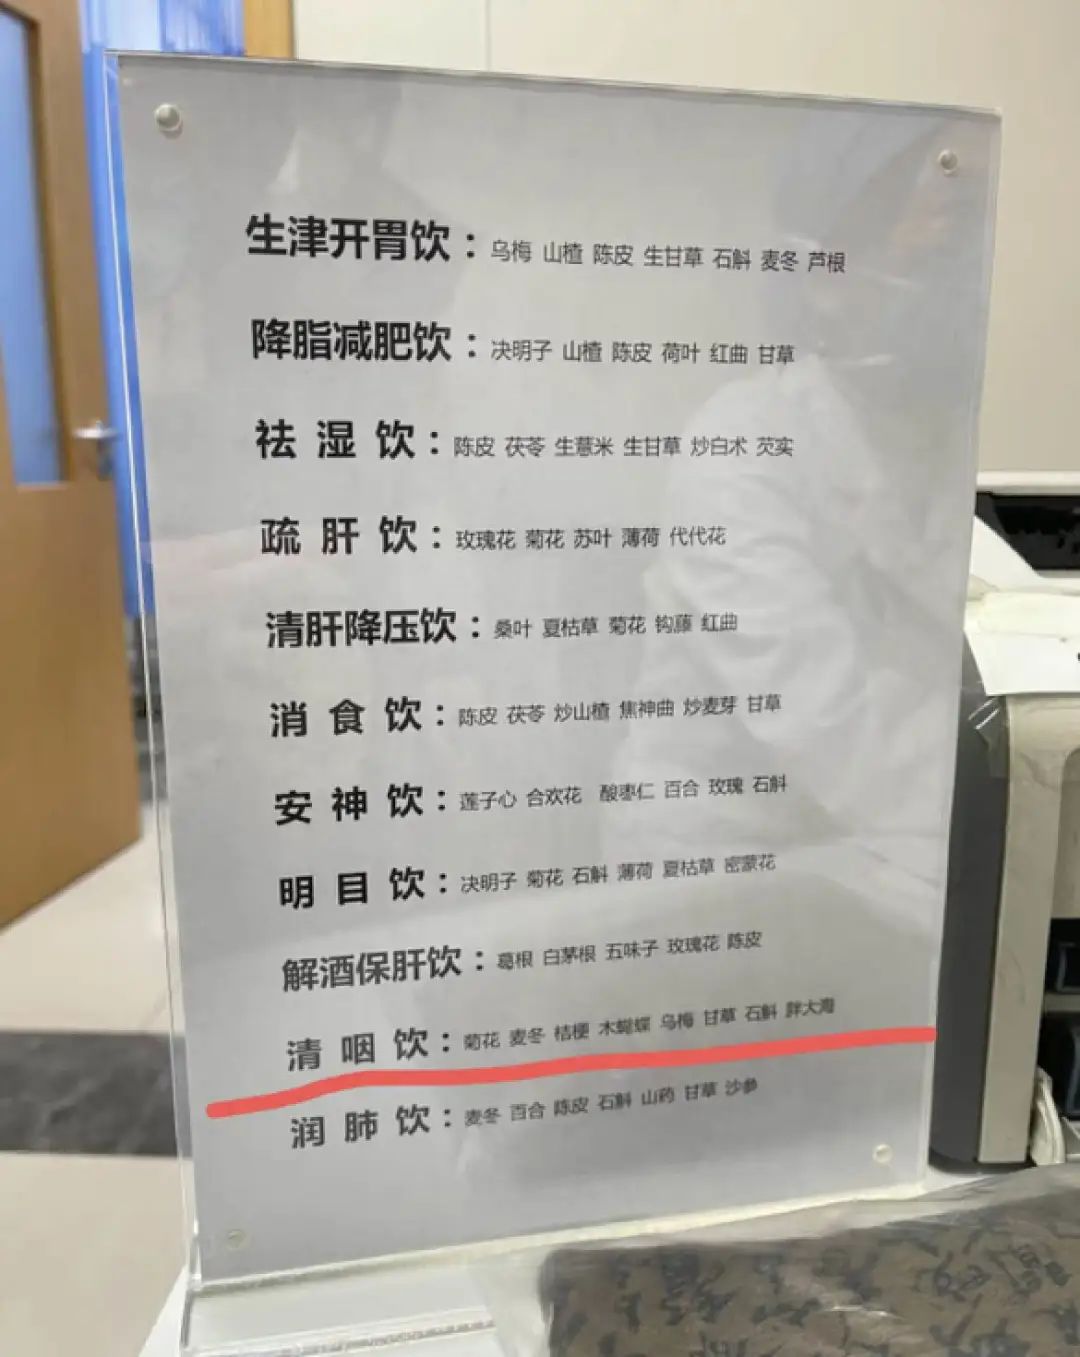 生津开胃饮：乌梅 山楂 陈皮 生甘草 石斛 麦冬 芦根
降脂减肥饮：决明子 山楂 陈皮 荷叶 红曲 甘草
祛湿饮：陈皮 茯苓 生薏米 生甘草 炒白术 芡实
疏肝饮：玫瑰花 菊花 苏叶 薄荷 代代花
清肝降压饮：桑叶 夏枯草 菊花 钩藤 红曲
消食饮：陈皮 茯苓 炒山楂 焦神曲 炒麦芽 甘草
安神饮：莲子心 合欢花 酸枣仁 百合 玫瑰 石斛
明目饮：决明子 菊花 石斛 薄荷 夏枯草 密蒙花
解酒保肝饮：葛根 白茅根 五味子 玫瑰花 陈皮
清咽饮：菊花 麦冬 桔梗 木蝴蝶 乌梅 甘草 石斛 胖大海
润肺饮：麦冬 百合 陈皮 石斛 山药 甘草 沙参